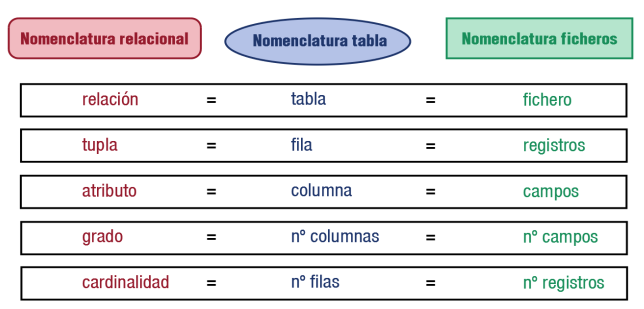 Nomenclatura relacional Nomenclatura tabla Nomenclatura ficheros
relación = tabla = fichero
tupla = fila = registros
atributo = columna = campos
grado = nº columnas = nº campos
cardinalidad = nº filas = nº registros